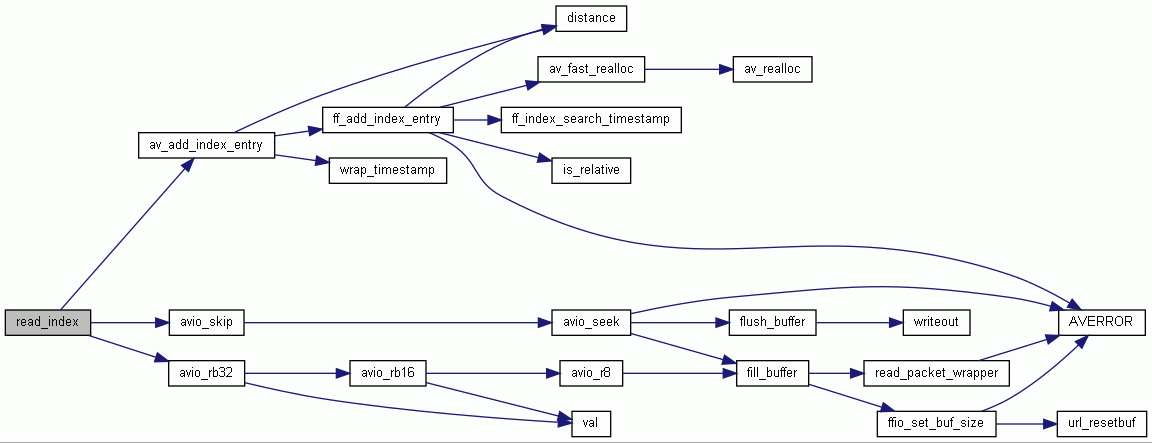 distance
av_fast_realloc
av_realloc
ff_add_index_entry
ff_index_search_timestamp
av_add_index_entry
wrap_timestamp
is_relative
read_index
avio_skip
avio_seek
flush_buffer
writeout
AVERROR
avio_rb32
avio_rb16
avio_r8
fill_buffer
read_packet_wrapper
val
ffio_set_buf_size
url_resetbuf